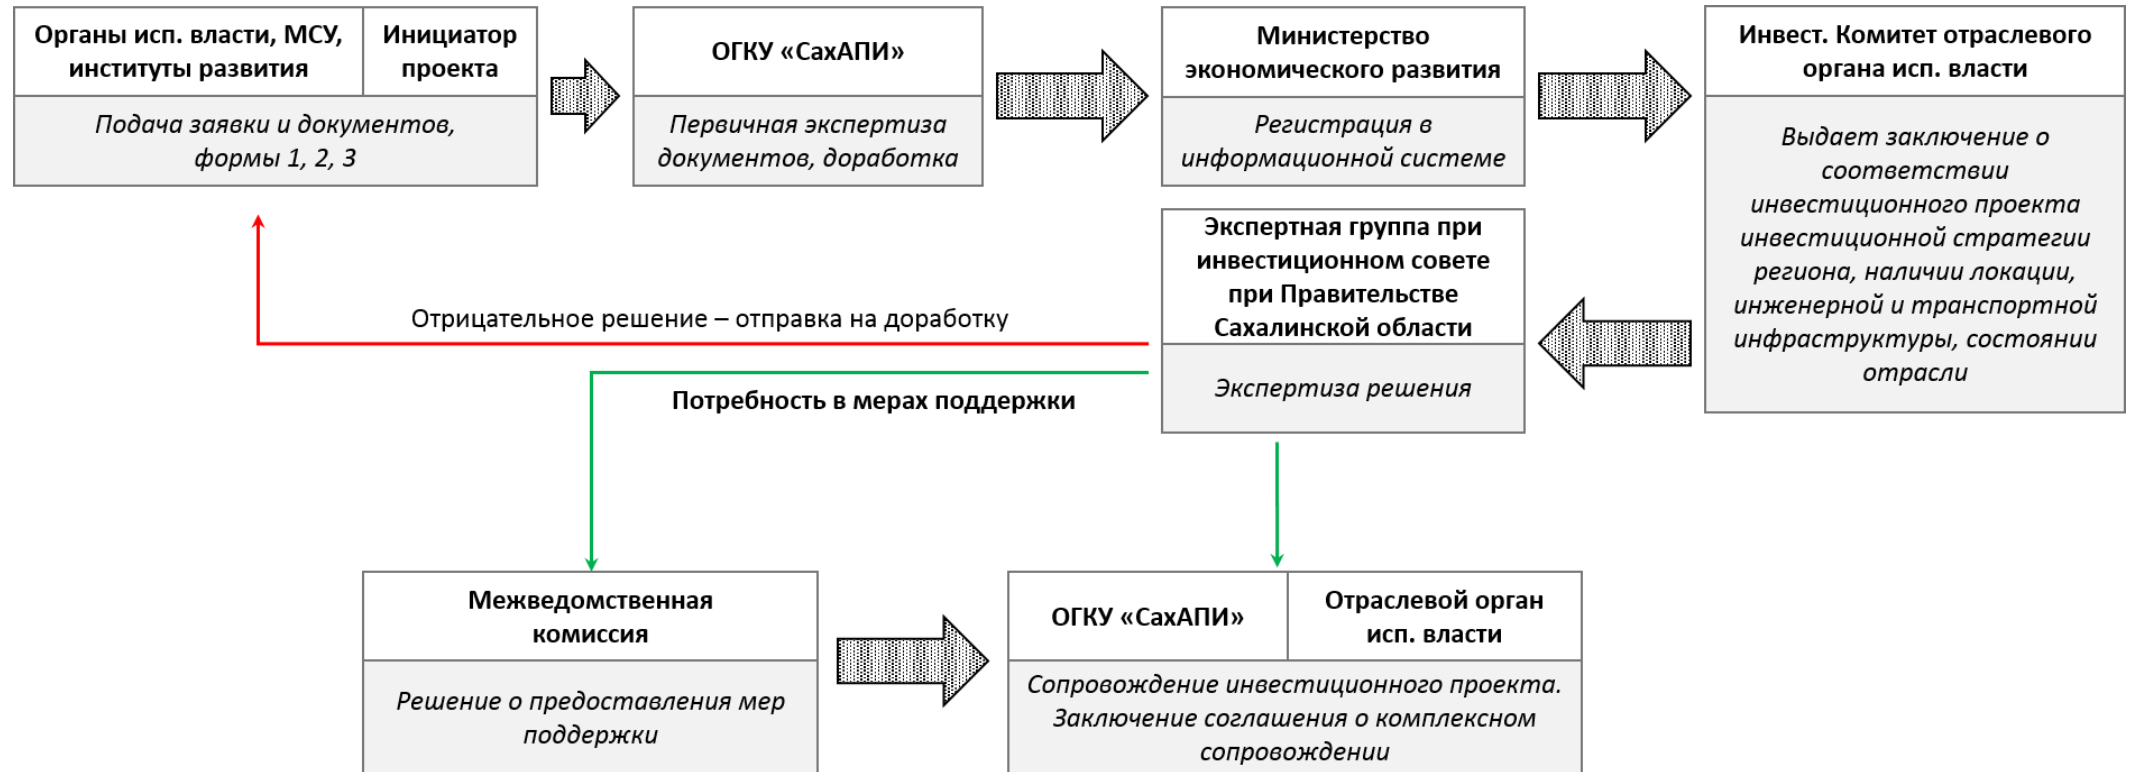 Органы исп. власти, МСУ,
институты развития
Инициатор
проекта
Подача заявки и документов,
формы 1, 2, 3
ОГКУ «СахАПИ»
Первичная экспертиза
документов, доработка
Министерство
экономического развития
Регистрация в
информационной системе
Инвест. Комитет отраслевого
органа исп. власти
Выдает заключение о
соответствии
инвестиционного проекта
инвестиционной стратегии
региона, наличии локации,
инженерной и транспортной
инфраструктуры, состоянии
отрасли
Экспертная группа при
инвестиционном совете
при Правительстве
Сахалинской области
Экспертиза решения
Отрицательное решение – отправка на доработку
Потребность в мерах поддержки
Межведомственная
комиссия
Решение о предоставления мер
поддержки
ОГКУ «СахАПИ»
Отраслевой орган
исп. власти
Сопровождение инвестиционного проекта.
Заключение соглашения о комплексном
сопровождении